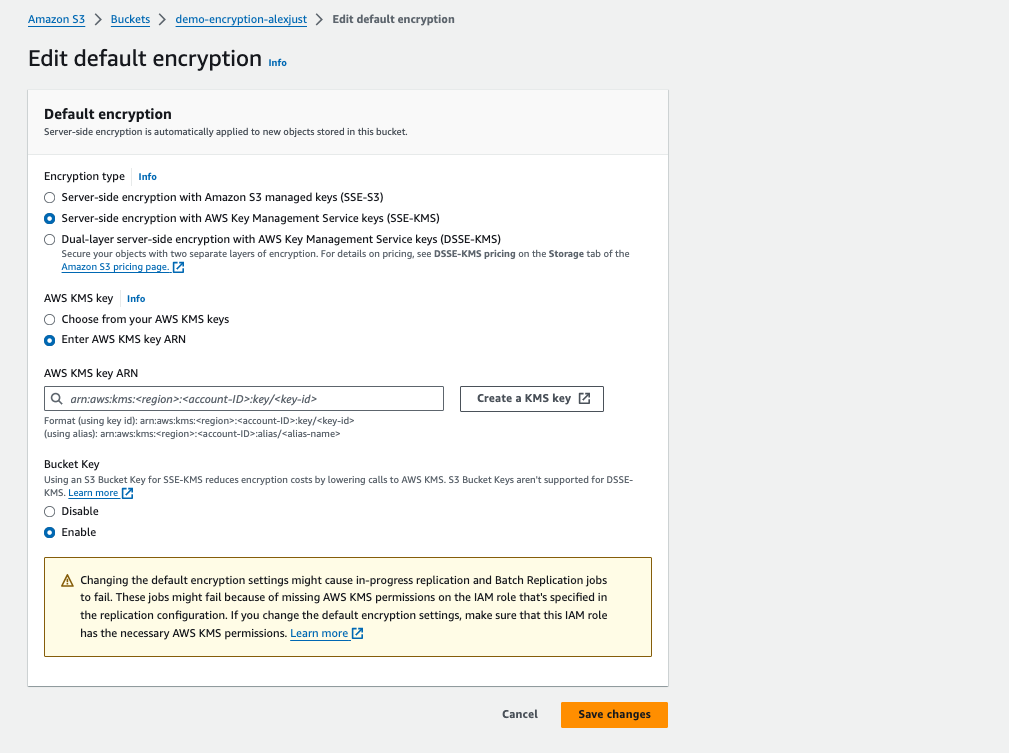 Amazon S3 > Buckets > demo-encryption-alexjust > Edit default encryption
Edit default encryption Info
Default encryption
Server-side encryption is automatically applied to new objects stored in this bucket.
Encryption type Info
Server-side encryption with Amazon S3 managed keys (SSE-S3)
Server-side encryption with AWS Key Management Service keys (SSE-KMS)
Dual-layer server-side encryption with AWS Key Management Service keys (DSSE-KMS)
Secure your objects with two separate layers of encryption. For details on pricing, see DSSE-KMS pricing on the Storage tab of the
Amazon S3 pricing page.
AWS KMS key Info
Choose from your AWS KMS keys
Enter AWS KMS key ARN
AWS KMS key ARN
arn:aws:kms:<region>:<account-ID>:key/<key-id>
Create a KMS key
Format (using key id): arn:aws:kms:<region>:<account-ID>:key/<key-id>
(using alias): arn:aws:kms:<region>:<account-ID>:alias/<alias-name>
Bucket Key
Using an S3 Bucket Key for SSE-KMS reduces encryption costs by lowering calls to AWS KMS. S3 Bucket Keys aren't supported for DSSE-
KMS. Learn more
Disable
Enable
Changing the default encryption settings might cause in-progress replication and Batch Replication jobs
to fail. These jobs might fail because of missing AWS KMS permissions on the IAM role that's specified in
the replication configuration. If you change the default encryption settings, make sure that this IAM role
has the necessary AWS KMS permissions. Learn more
Cancel
Save changes